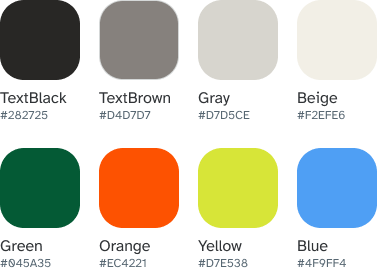 TextBlack TextBrown Gray Beige
#282725 #D4D7D7 #D7D5CE #F2EFE6
Green Orange Yellow Blue
#045A35 #EC4221 #D7E538 #4F9FF4